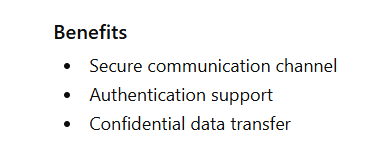 Benefits
• Secure communication channel
• Authentication support
• Confidential data transfer